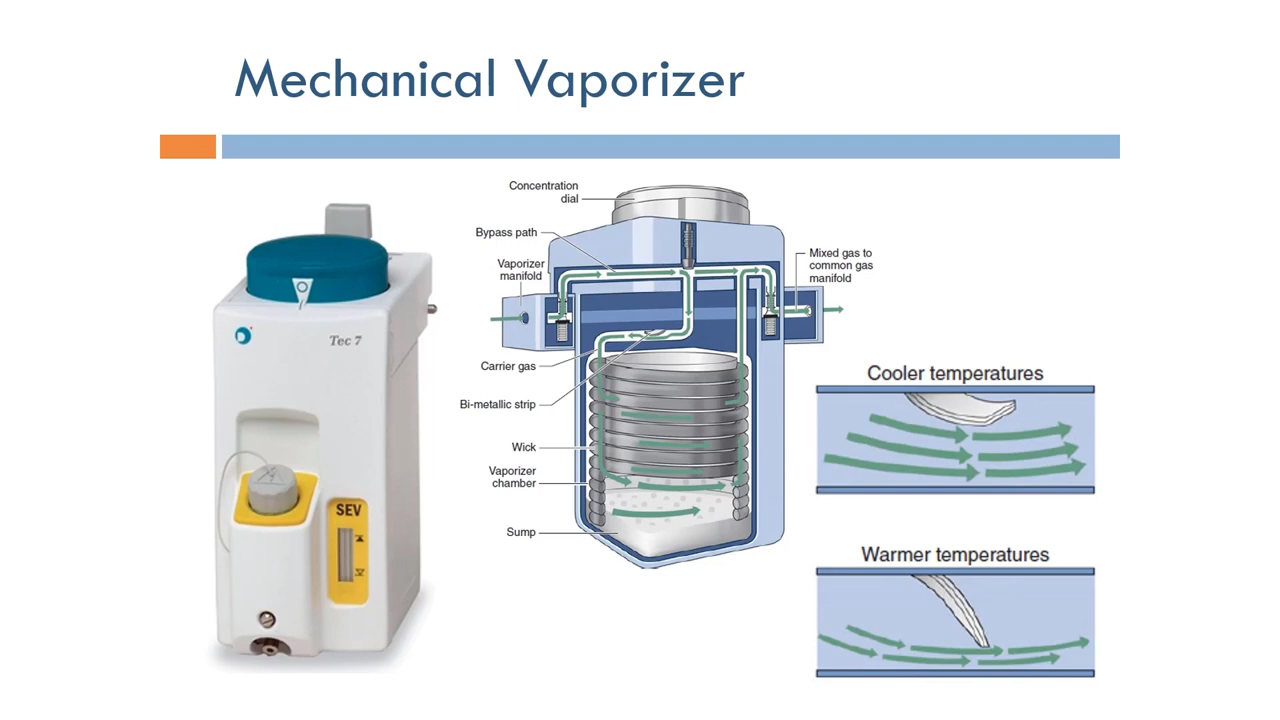 Mechanical Vaporizer
Concentration
dial
Bypass path
Vaporizer
manifold
Mixed gas to
common gas
manifold
Carrier gas
Bi-metallic strip
Wick
Vaporizer
chamber
Sump
Tec 7
SEV
Cooler temperatures
Warmer temperatures